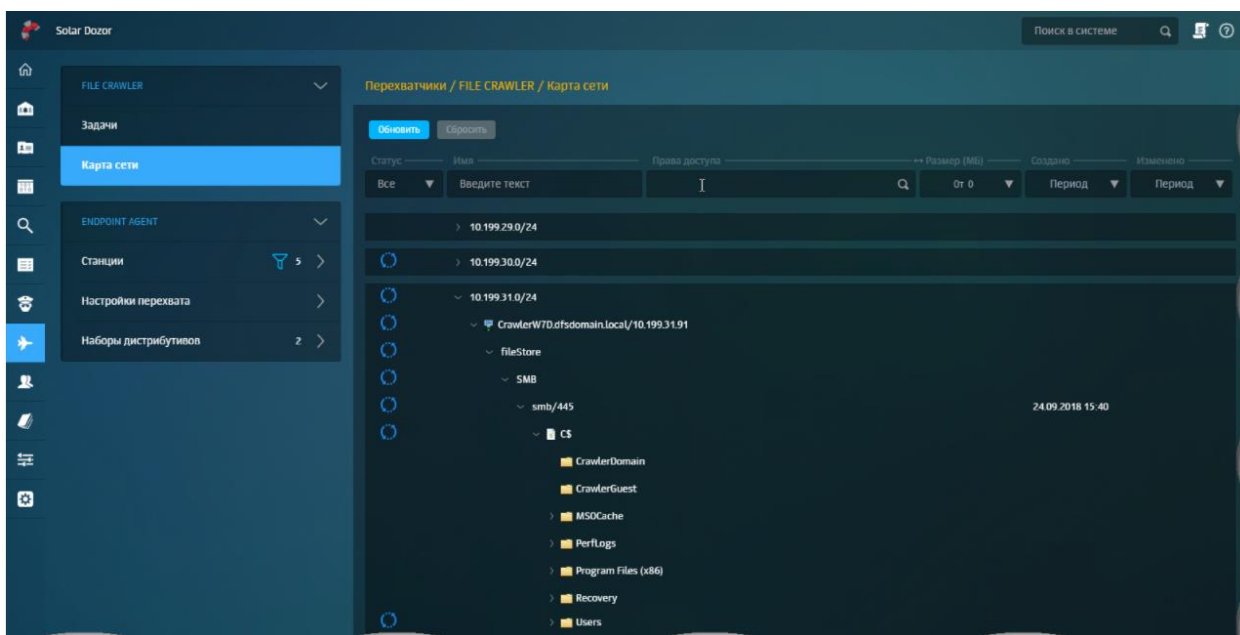 Solar Dozor
Поиск в системе
FILE CRAWLER
Задачи
Карта сети
ENDPOINT AGENT
Станции 5
Настройки перехвата
Наборы дистрибутивов 2
Перехватчики / FILE CRAWLER / Карта сети
Обновить Сбросить
Статус Имя Права доступа Размер (МБ) Создано Изменено
Все Введите текст От 0 Период Период
10.199.29.0/24
10.199.30.0/24
10.199.31.0/24
CrawlerW7D.dfsdomain.local/10.199.31.91
fileStore
SMB
smb/445 24.09.2018 15:40
C$
CrawlerDomain
CrawlerGuest
MSOCache
PerfLogs
Program Files (x86)
Recovery
Users